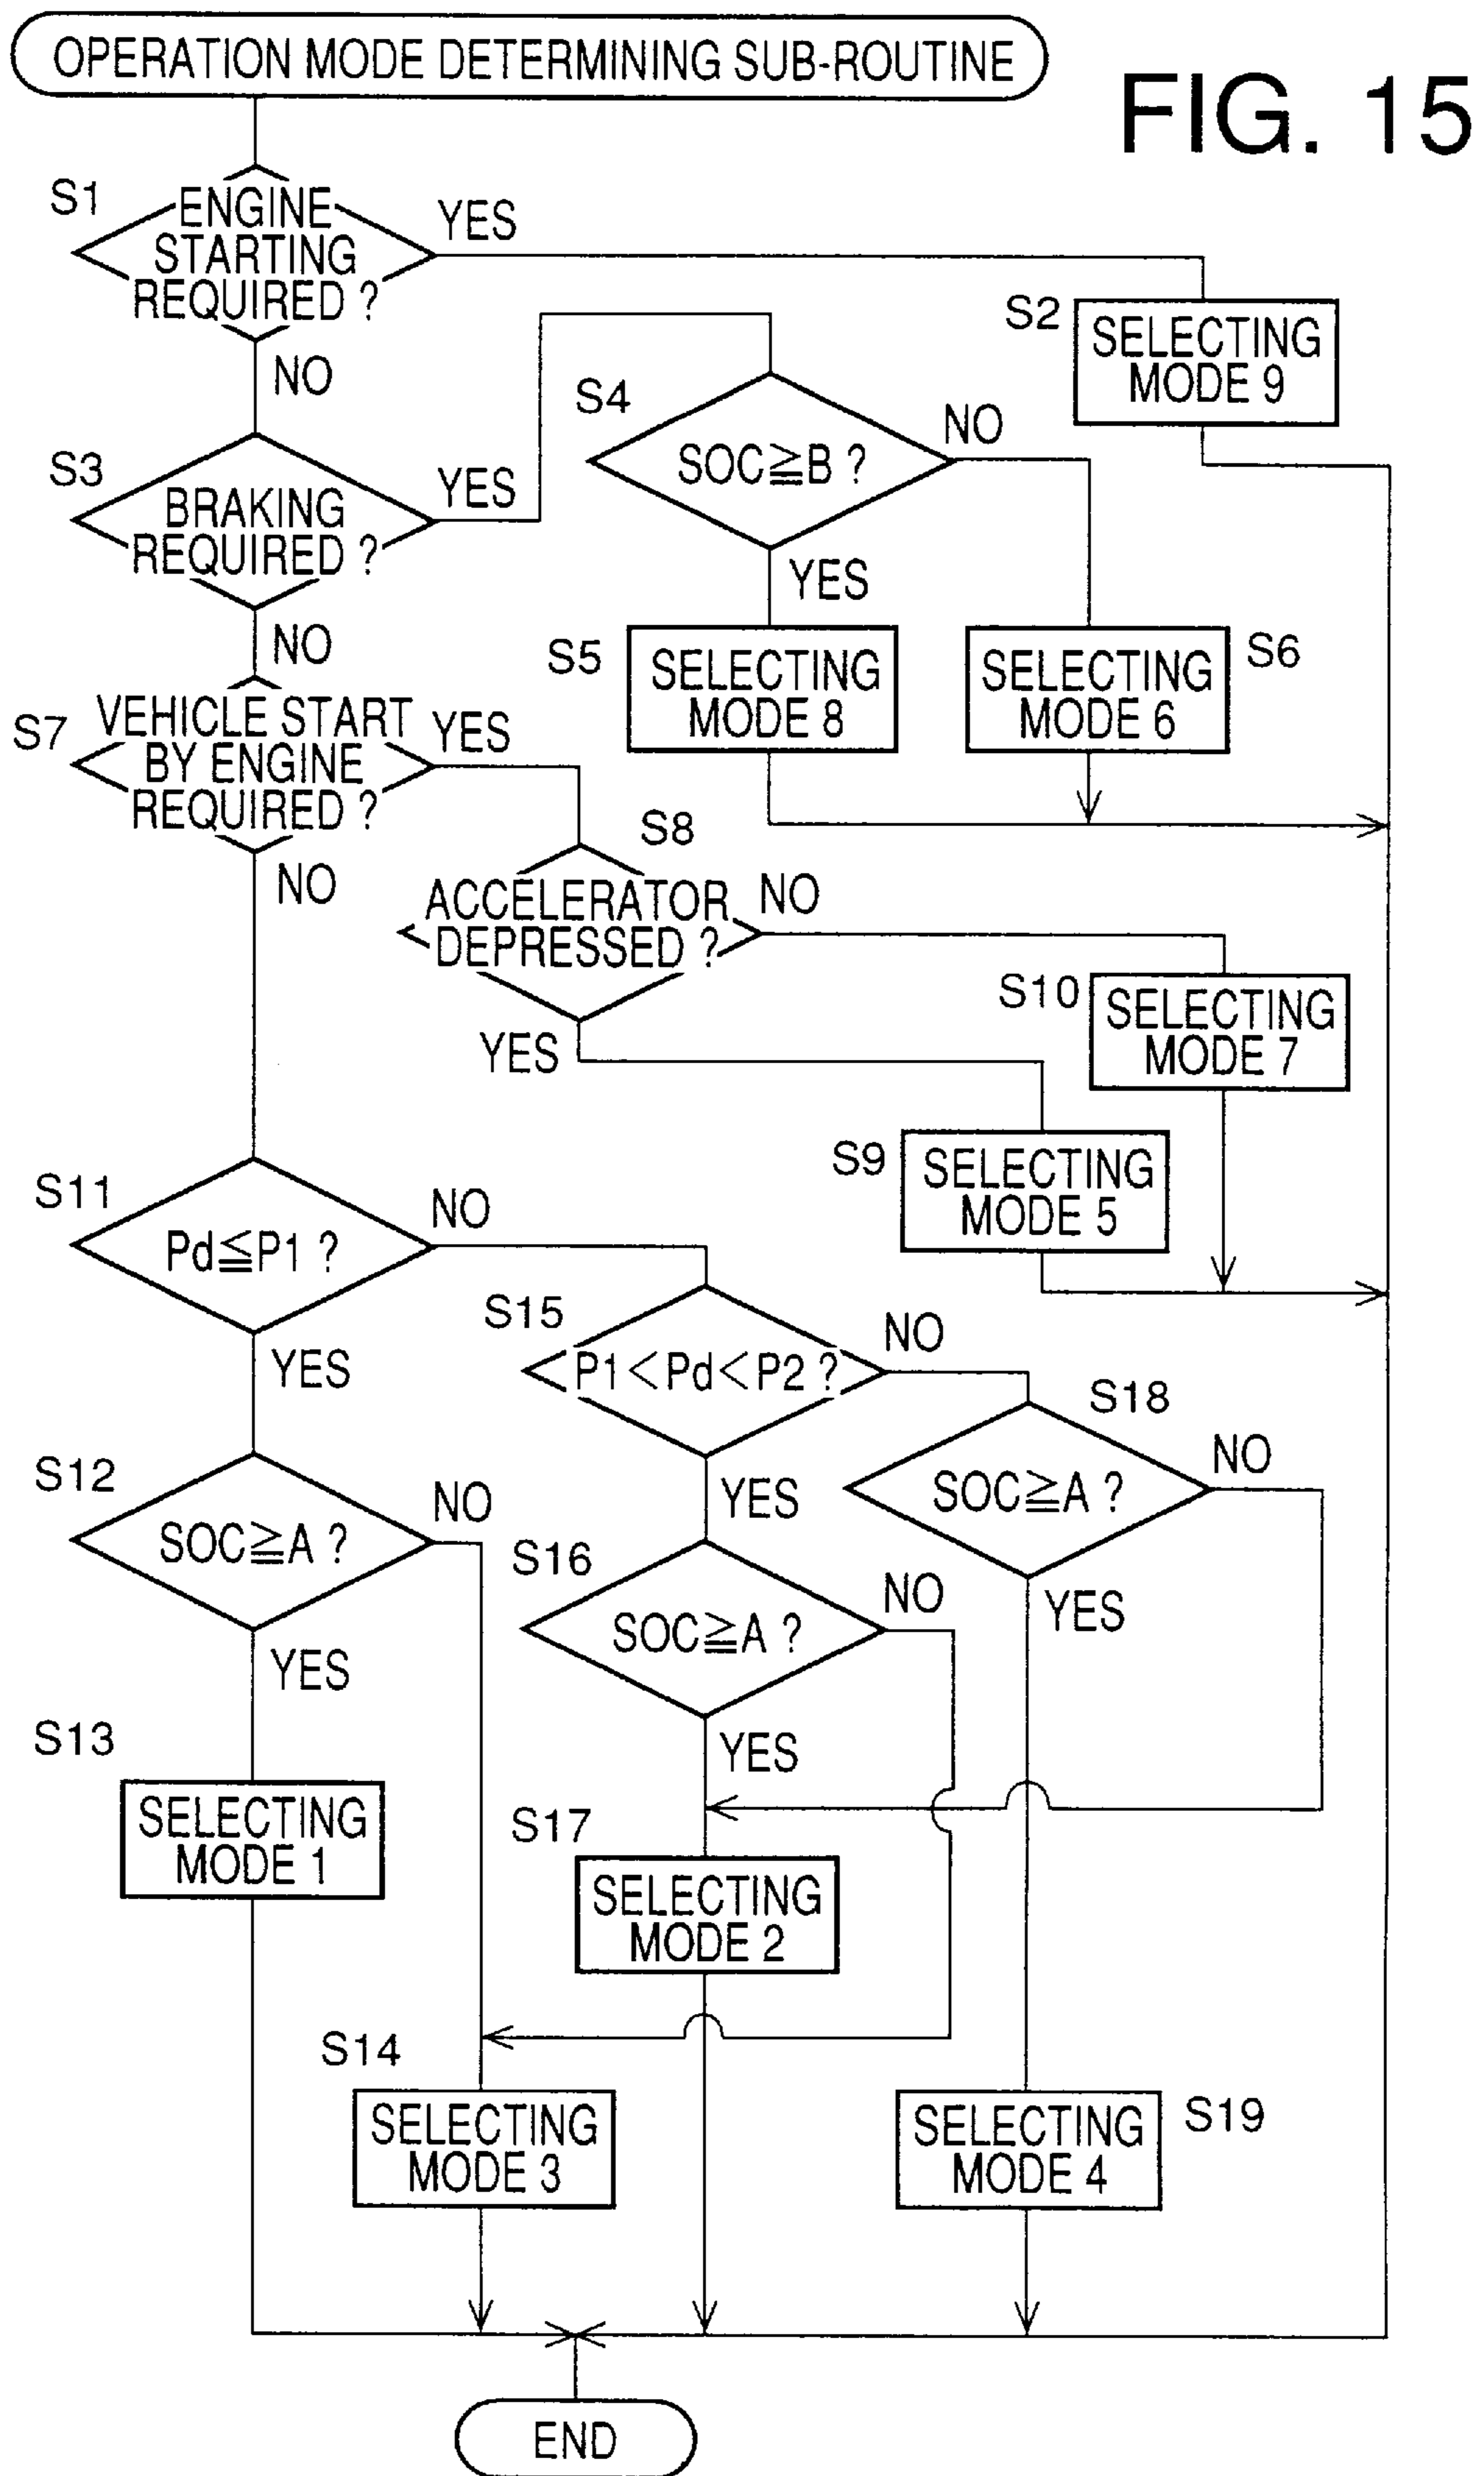 OPERATION MODE DETERMINING SUB-ROUTINE
FIG. 15
S1
ENGINE
STARTING
REQUIRED ?
YES
NO
S2
SELECTING
MODE 9
S3
BRAKING
REQUIRED ?
YES
NO
S4
SOC≧B ?
NO
YES
S5
SELECTING
MODE 8
SELECTING
MODE 6
S6
S7
VEHICLE START
BY ENGINE
REQUIRED ?
YES
NO
S8
ACCELERATOR
DEPRESSED ?
NO
YES
S10
SELECTING
MODE 7
S9
SELECTING
MODE 5
S11
Pd≦P1 ?
NO
YES
S15
P1<Pd<P2 ?
NO
YES
S18
SOC≧A ?
NO
YES
S12
SOC≧A ?
NO
YES
S16
SOC≧A ?
NO
YES
S13
SELECTING
MODE 1
S17
SELECTING
MODE 2
S14
SELECTING
MODE 3
SELECTING
MODE 4
S19
END